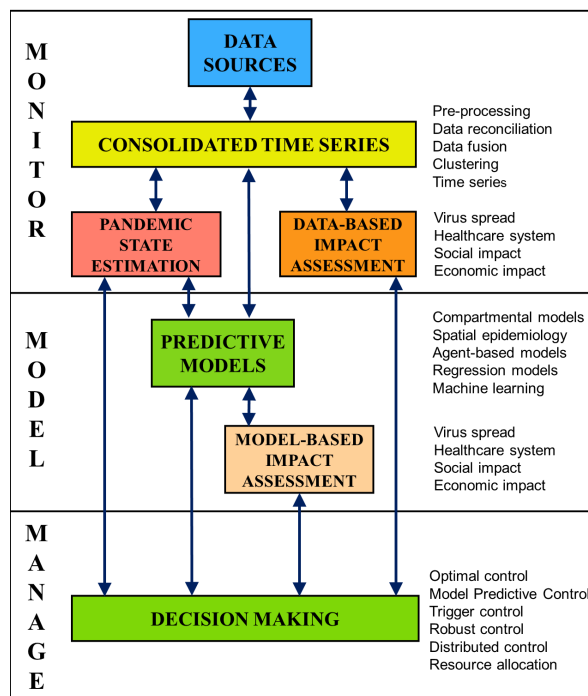 MONITOR
DATA
SOURCES
CONSOLIDATED TIME SERIES
Pre-processing
Data reconciliation
Data fusion
Clustering
Time series
PANDEMIC
STATE
ESTIMATION
DATA-BASED
IMPACT
ASSESSMENT
Virus spread
Healthcare system
Social impact
Economic impact
MODEL
PREDICTIVE
MODELS
Compartmental models
Spatial epidemiology
Agent-based models
Regression models
Machine learning
MODEL-BASED
IMPACT
ASSESSMENT
Virus spread
Healthcare system
Social impact
Economic impact
MANAGE
DECISION MAKING
Optimal control
Model Predictive Control
Trigger control
Robust control
Distributed control
Resource allocation